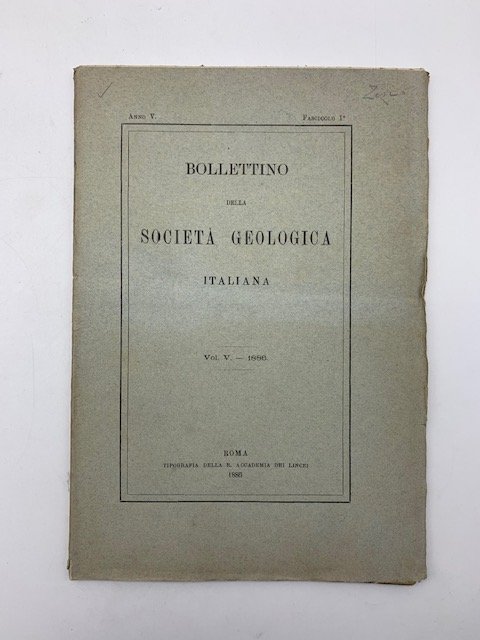 Anno V. Fascicolo 1°
BOLLETTINO
DELLA
SOCIETÀ GEOLOGICA
ITALIANA
Vol. V. — 1886.
ROMA
TIPOGRAFIA DELLA R. ACCADEMIA DEI LINCEI
1886